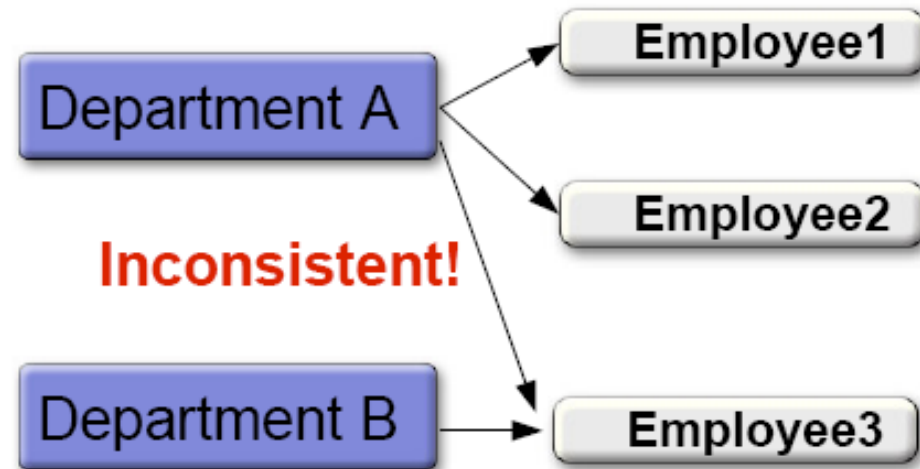 Employee1
Department A
Employee2
Inconsistent!
Department B
Employee3